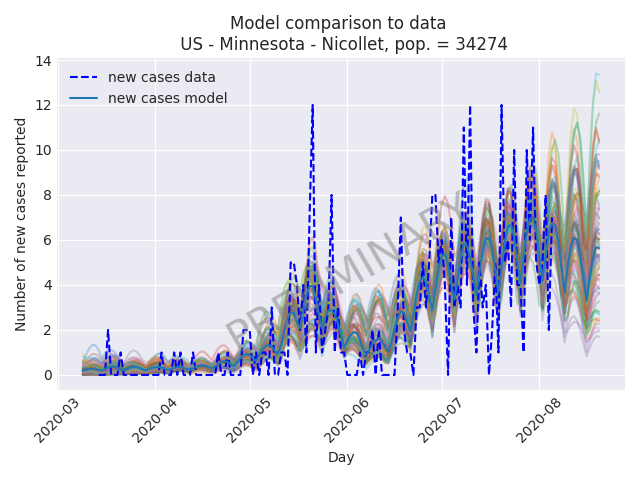 Model comparison to data
US - Minnesota - Nicollet, pop. = 34274
14
12
10
8
6
4
2
0
Number of new cases reported
new cases data
new cases model
PRELIMINARY
2020-03
2020-04
2020-05
2020-06
2020-07
2020-08
Day